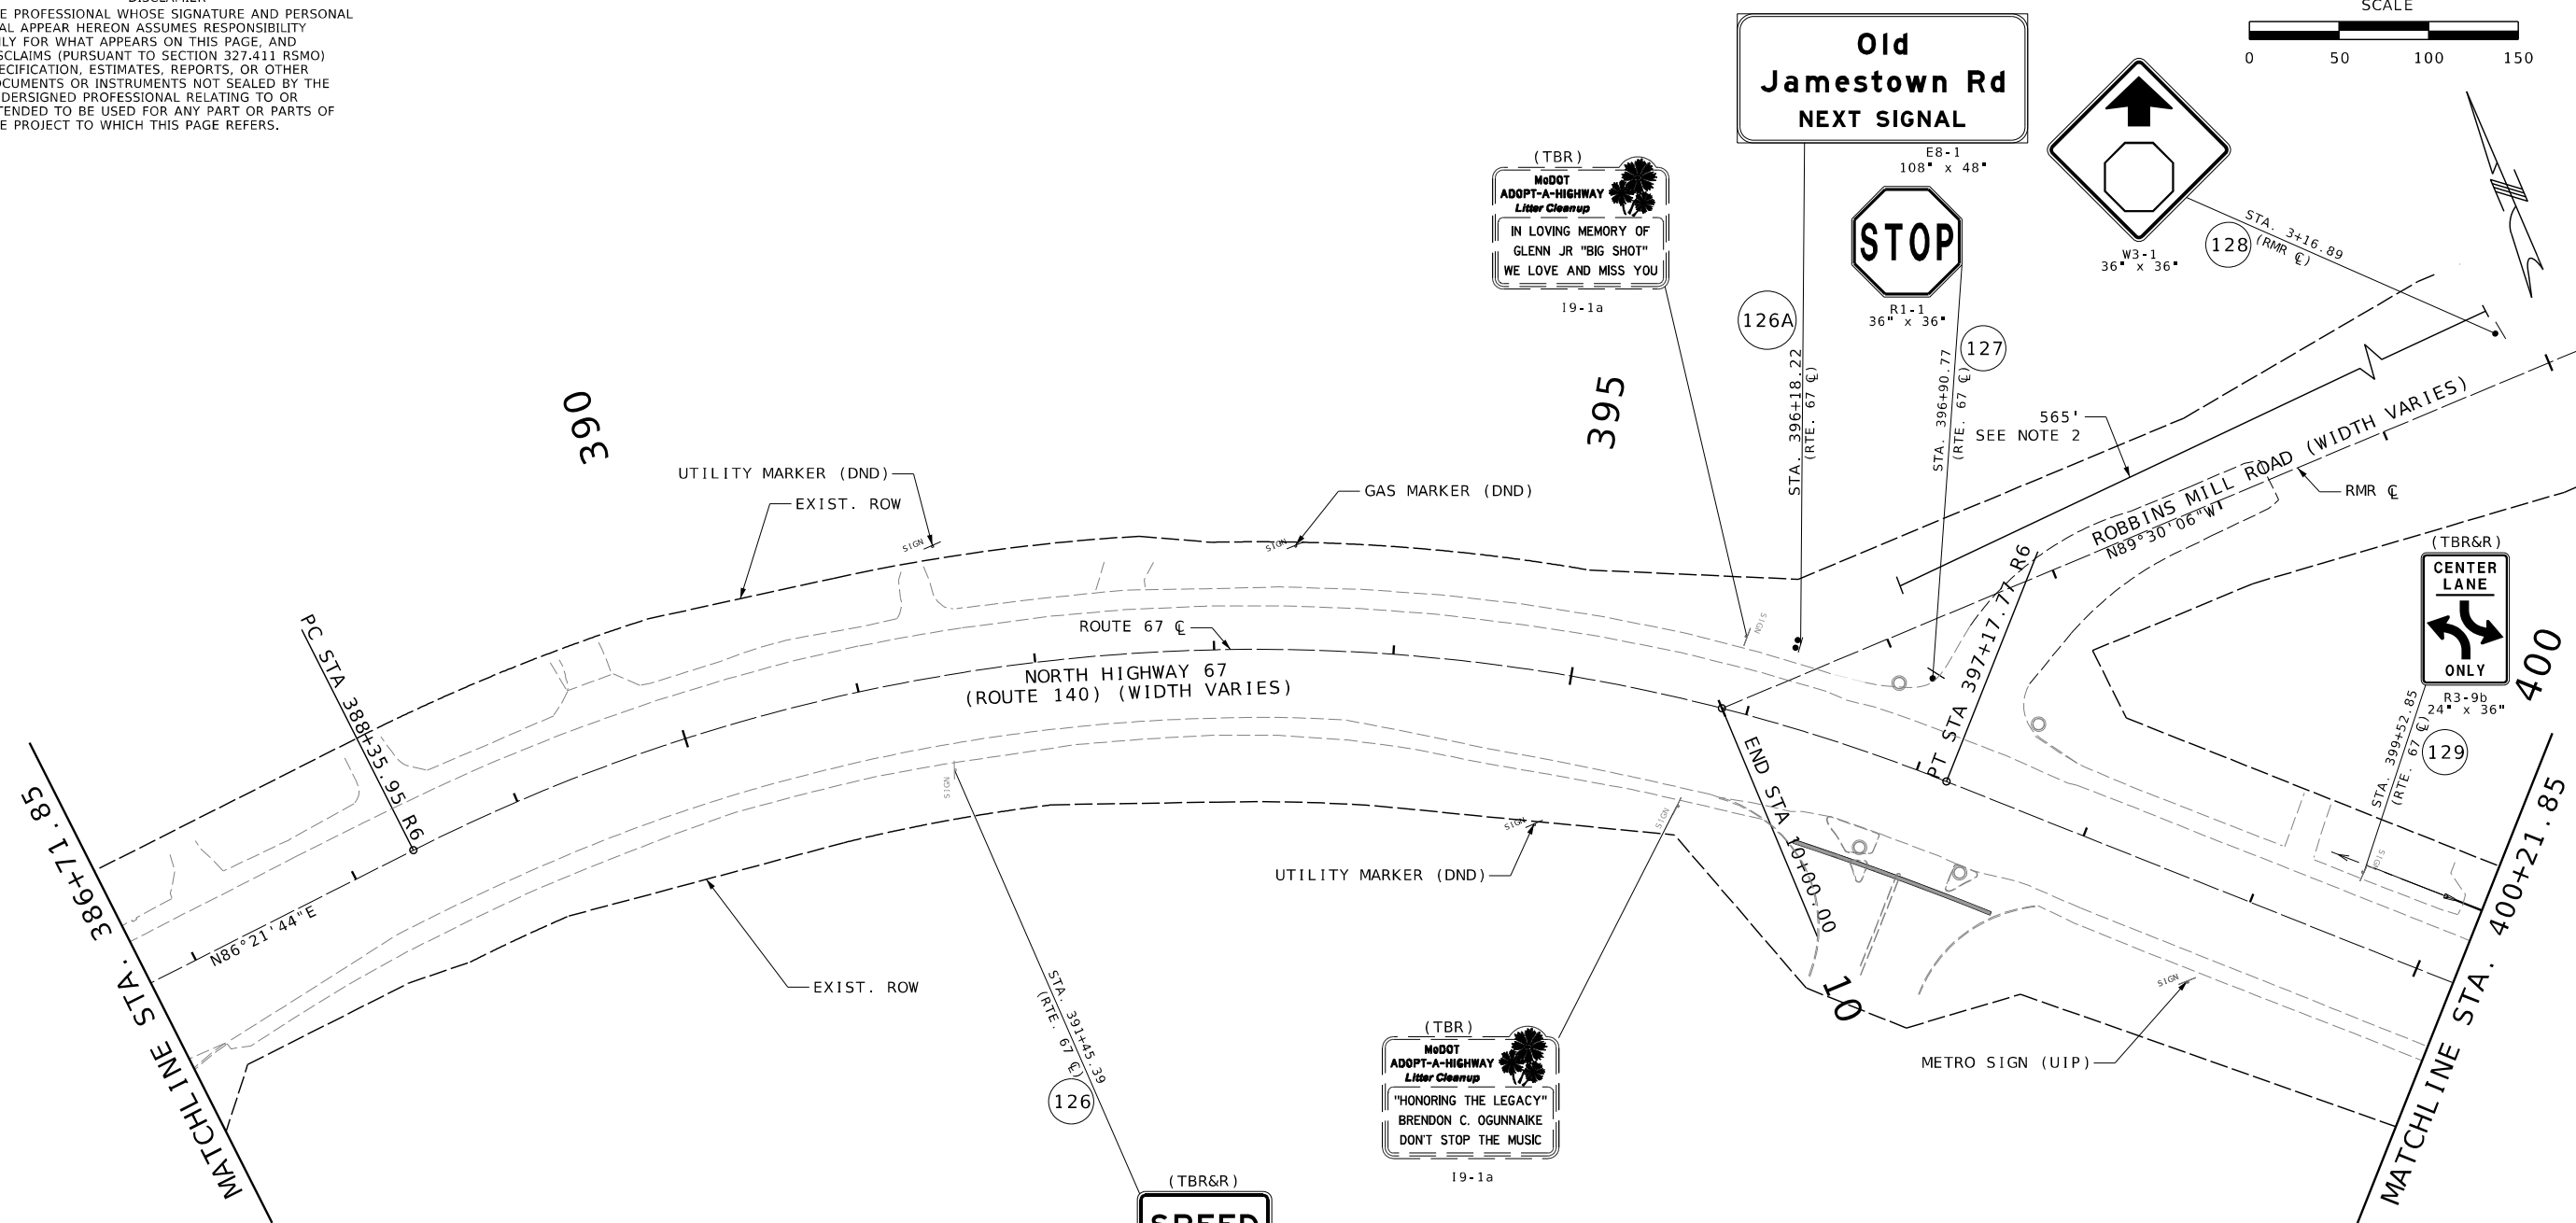 E PROFESSIONAL WHOSE SIGNATURE AND PERSONAL
AL APPEAR HEREON ASSUMES RESPONSIBILITY
LY FOR WHAT APPEARS ON THIS PAGE, AND
SCLAIMS (PURSUANT TO SECTION 327.411 RSMO)
ECIFICATION, ESTIMATES, REPORTS, OR OTHER
OCUMENTS OR INSTRUMENTS NOT SEALED BY THE
DERSIGNED PROFESSIONAL RELATING TO OR
TENDED TO BE USED FOR ANY PART OR PARTS OF
E PROJECT TO WHICH THIS PAGE REFERS.
SCALE
0 50 100 150
Old
Jamestown Rd
NEXT SIGNAL
E8-1
108" x 48"
(TBR)
MoDOT
ADOPT-A-HIGHWAY
Litter Cleanup
IN LOVING MEMORY OF
GLENN JR "BIG SHOT"
WE LOVE AND MISS YOU
I9-1a
STOP
R1-1
36" x 36"
W3-1
36" x 36"
128
STA. 3+16.89
(RMR ℄)
126A
STA. 396+18.22
(RTE. 67 ℄)
127
STA. 396+90.77
(RTE. 67 ℄)
390
395
565'
SEE NOTE 2
UTILITY MARKER (DND)
EXIST. ROW
GAS MARKER (DND)
SIGN
SIGN
SIGN
ROBBINS MILL ROAD (WIDTH VARIES)
N89°30'06"W
RMR ℄
(TBR&R)
CENTER
LANE
ONLY
R3-9b
24" x 36"
400
129
STA. 399+52.85
(RTE. 67 ℄)
SIGN
PC STA 388+35.95 R6
ROUTE 67 ℄
NORTH HIGHWAY 67
(ROUTE 140) (WIDTH VARIES)
PT STA 397+17.77 R6
END STA 10+00.00
10
MATCHLINE STA. 386+71.85
N86°21'44"E
SIGN
SIGN
SIGN
UTILITY MARKER (DND)
EXIST. ROW
STA. 391+45.39
(RTE. 67 ℄)
126
(TBR)
MoDOT
ADOPT-A-HIGHWAY
Litter Cleanup
"HONORING THE LEGACY"
BRENDON C. OGUNNAIKE
DON'T STOP THE MUSIC
I9-1a
SIGN
METRO SIGN (UIP)
MATCHLINE STA. 400+21.85
(TBR&R)
SPEED